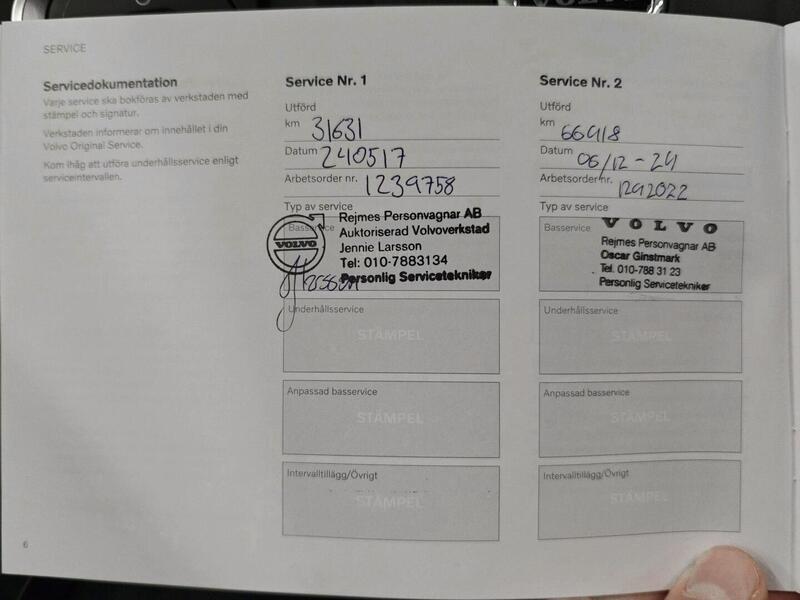 SERVICE
Servicedokumentation
Varje service ska bokföras av verkstaden med
stämpel och signatur.
Verkstaden informerar om innehållet i din
Volvo Original Service.
Kom ihåg att utföra underhållsservice enligt
serviceintervallen.
6
Service Nr. 1
Utförd
km 31631
Datum 240517
Arbetsorder nr. 1239758
Typ av service
Basservice
VOLVO
Rejmes Personvagnar AB
Auktoriserad Volvoverkstad
Jennie Larsson
Tel: 010-7883134
Personlig Servicetekniker
Underhållsservice
STÄMPEL
Anpassad basservice
STÄMPEL
Intervalltillägg/Övrigt
STÄMPEL
Service Nr. 2
Utförd
km 66918
Datum 06/12-24
Arbetsorder nr. 1292022
Typ av service
Basservice
VOLVO
Rejmes Personvagnar AB
Oscar Ginstmark
Tel. 010-788 31 23
Personlig Servicetekniker
Underhållsservice
STÄMPEL
Anpassad basservice
STÄMPEL
Intervalltillägg/Övrigt
STÄMPEL